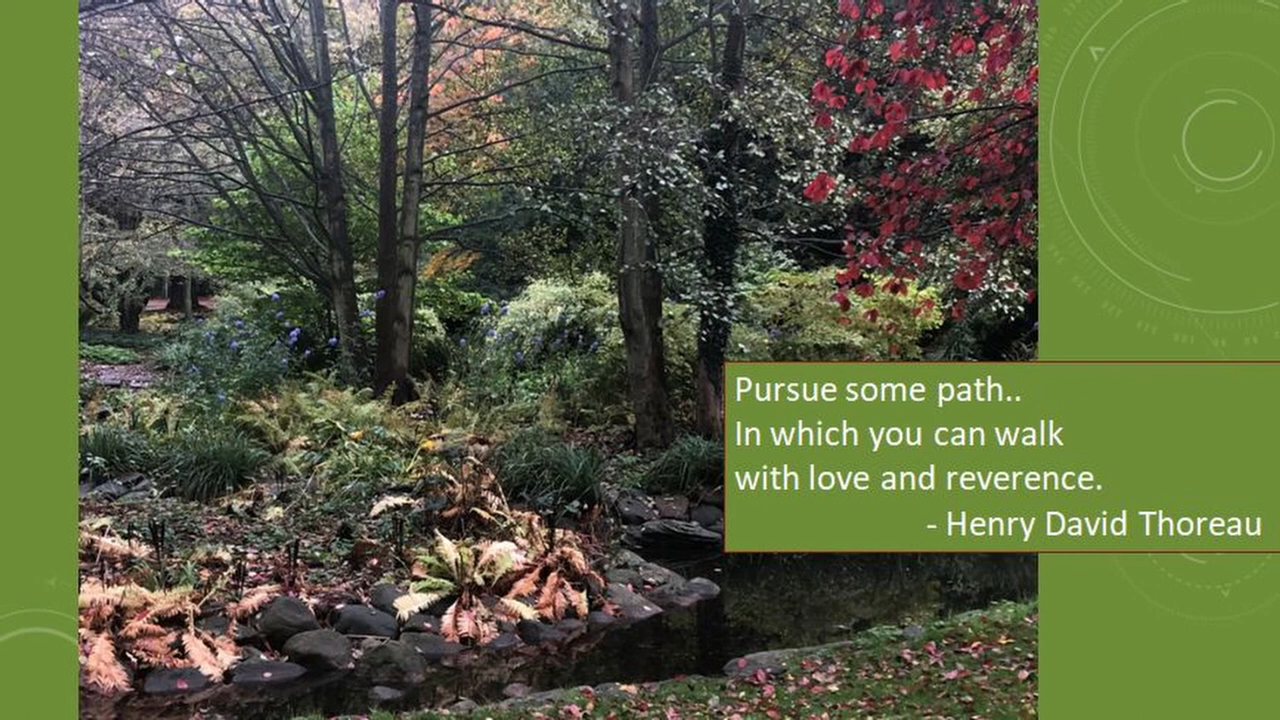 Pursue some path..
In which you can walk
with love and reverence.
- Henry David Thoreau